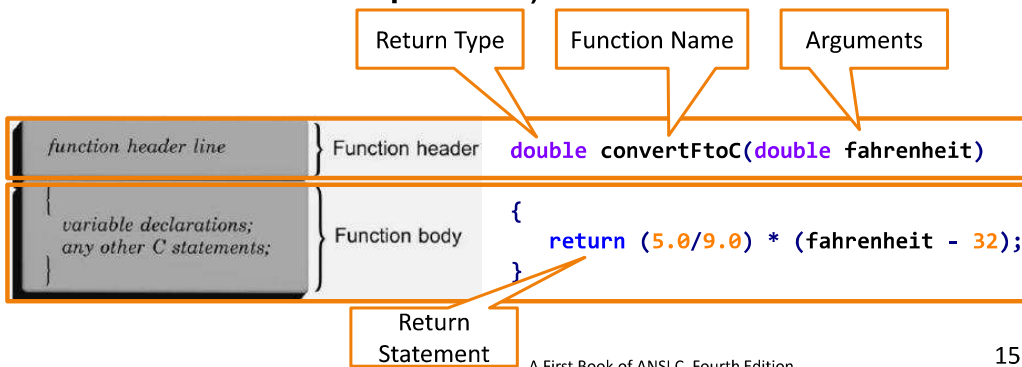 Return Type
Function Name
Arguments
function header line
Function header
double convertFtoC(double fahrenheit)
{
variable declarations;
any other C statements;
}
Function body
{
return (5.0/9.0) * (fahrenheit - 32);
}
Return
Statement
A First Book of ANSI C, Fourth Edition
15